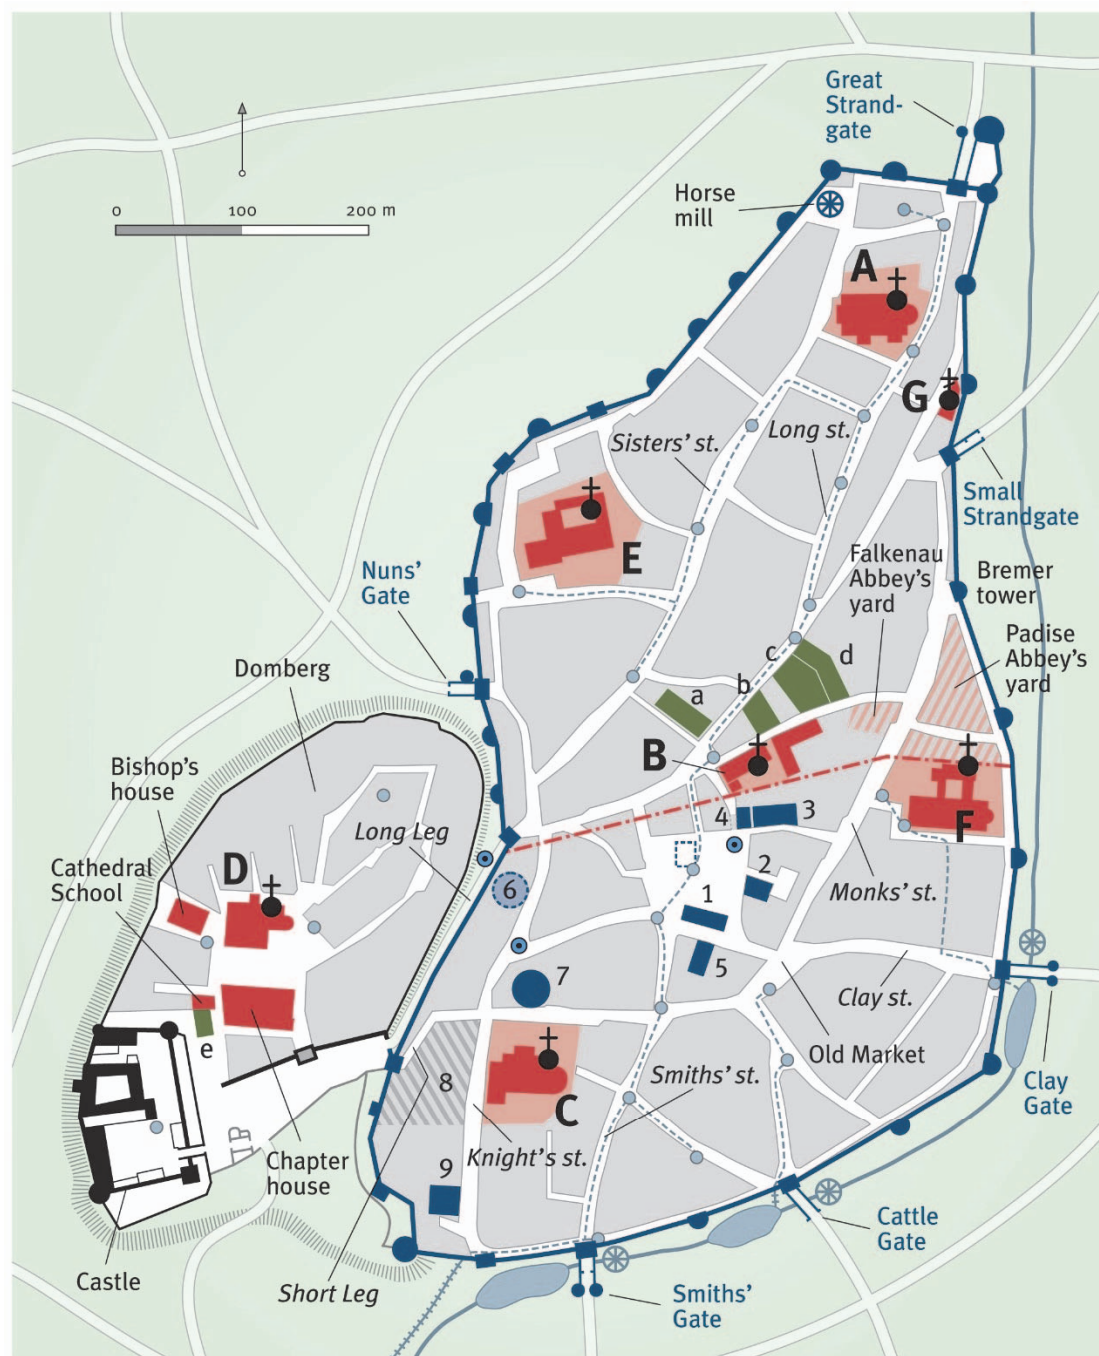 Great
Strand-
gate
0
100
200 m
Horse
mill
A
G
Sisters' st.
Long st.
Small
Strandgate
E
Nuns'
Gate
Falkenau
Abbey's
yard
Bremer
tower
Padise
Abbey's
yard
Domberg
c
d
a
b
B
Bishop's
house
Long Leg
4
3
F
Cathedral
School
D
6
2
1
Monks' st.
5
7
Clay st.
e
Old Market
8
Smiths' st.
C
Clay
Gate
Chapter
house
Knight's st.
9
Cattle
Gate
Castle
Short Leg
Smiths'
Gate